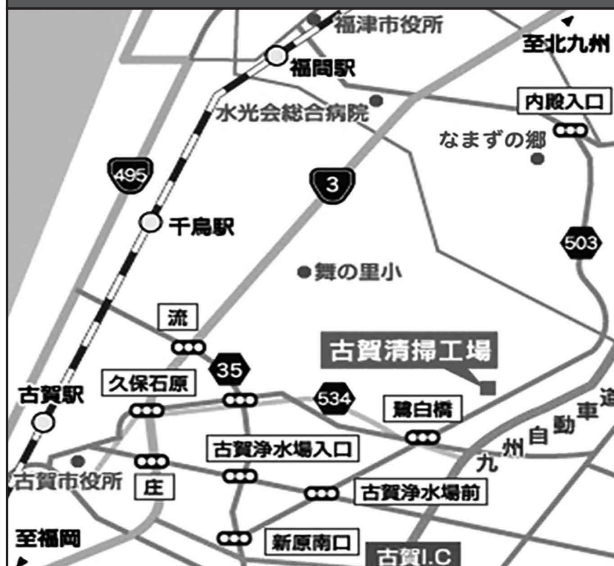 福津市役所
至北九州
福間駅
水光会総合病院
内殿入口
なまずの郷
495
3
千鳥駅
503
舞の里小
流
古賀清掃工場
35
久保石原
534
古賀駅
鷺白橋
九州自動車道
古賀浄水場入口
古賀市役所
庄
古賀浄水場前
至福岡
新原南口
古賀I.C